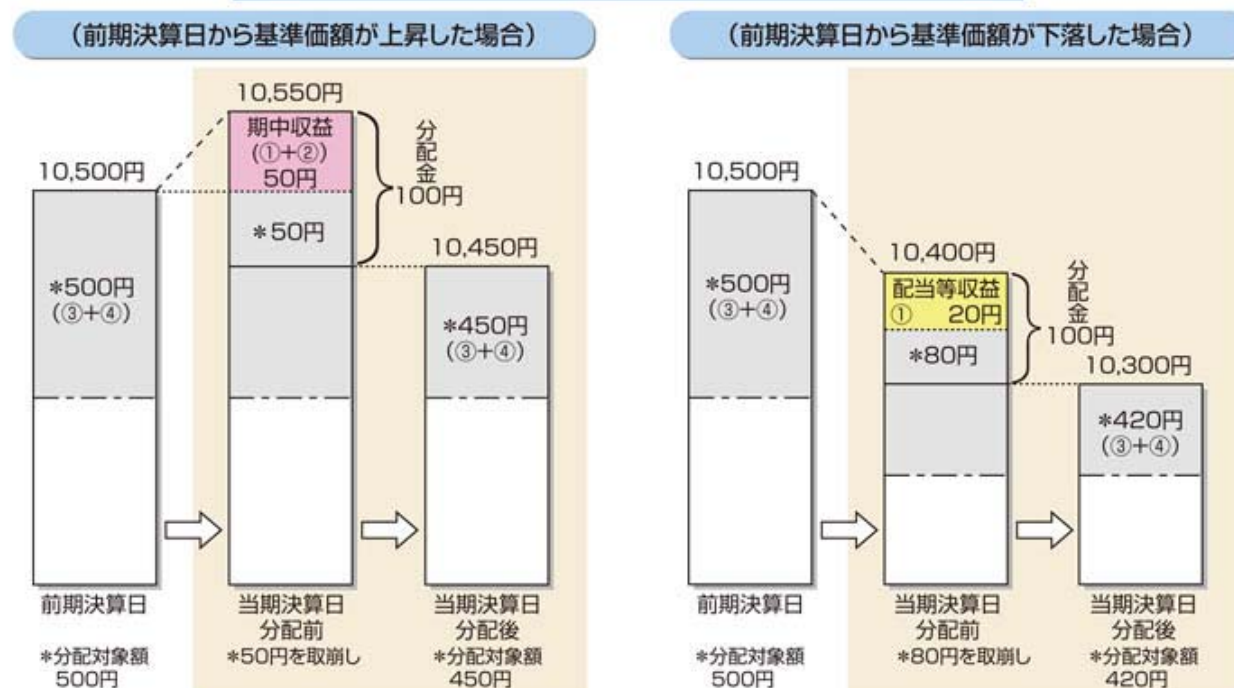 (前期決算日から基準価額が上昇した場合)
10,500円
*500円
(③+④)
前期決算日
*分配対象額
500円
10,550円
期中収益
(①+②)
50円
*50円
分配金
100円
当期決算日
分配前
*50円を取崩し
10,450円
*450円
(③+④)
当期決算日
分配後
*分配対象額
450円
(前期決算日から基準価額が下落した場合)
10,500円
*500円
(③+④)
前期決算日
*分配対象額
500円
10,400円
配当等収益
① 20円
*80円
分配金
100円
当期決算日
分配前
*80円を取崩し
10,300円
*420円
(③+④)
当期決算日
分配後
*分配対象額
420円